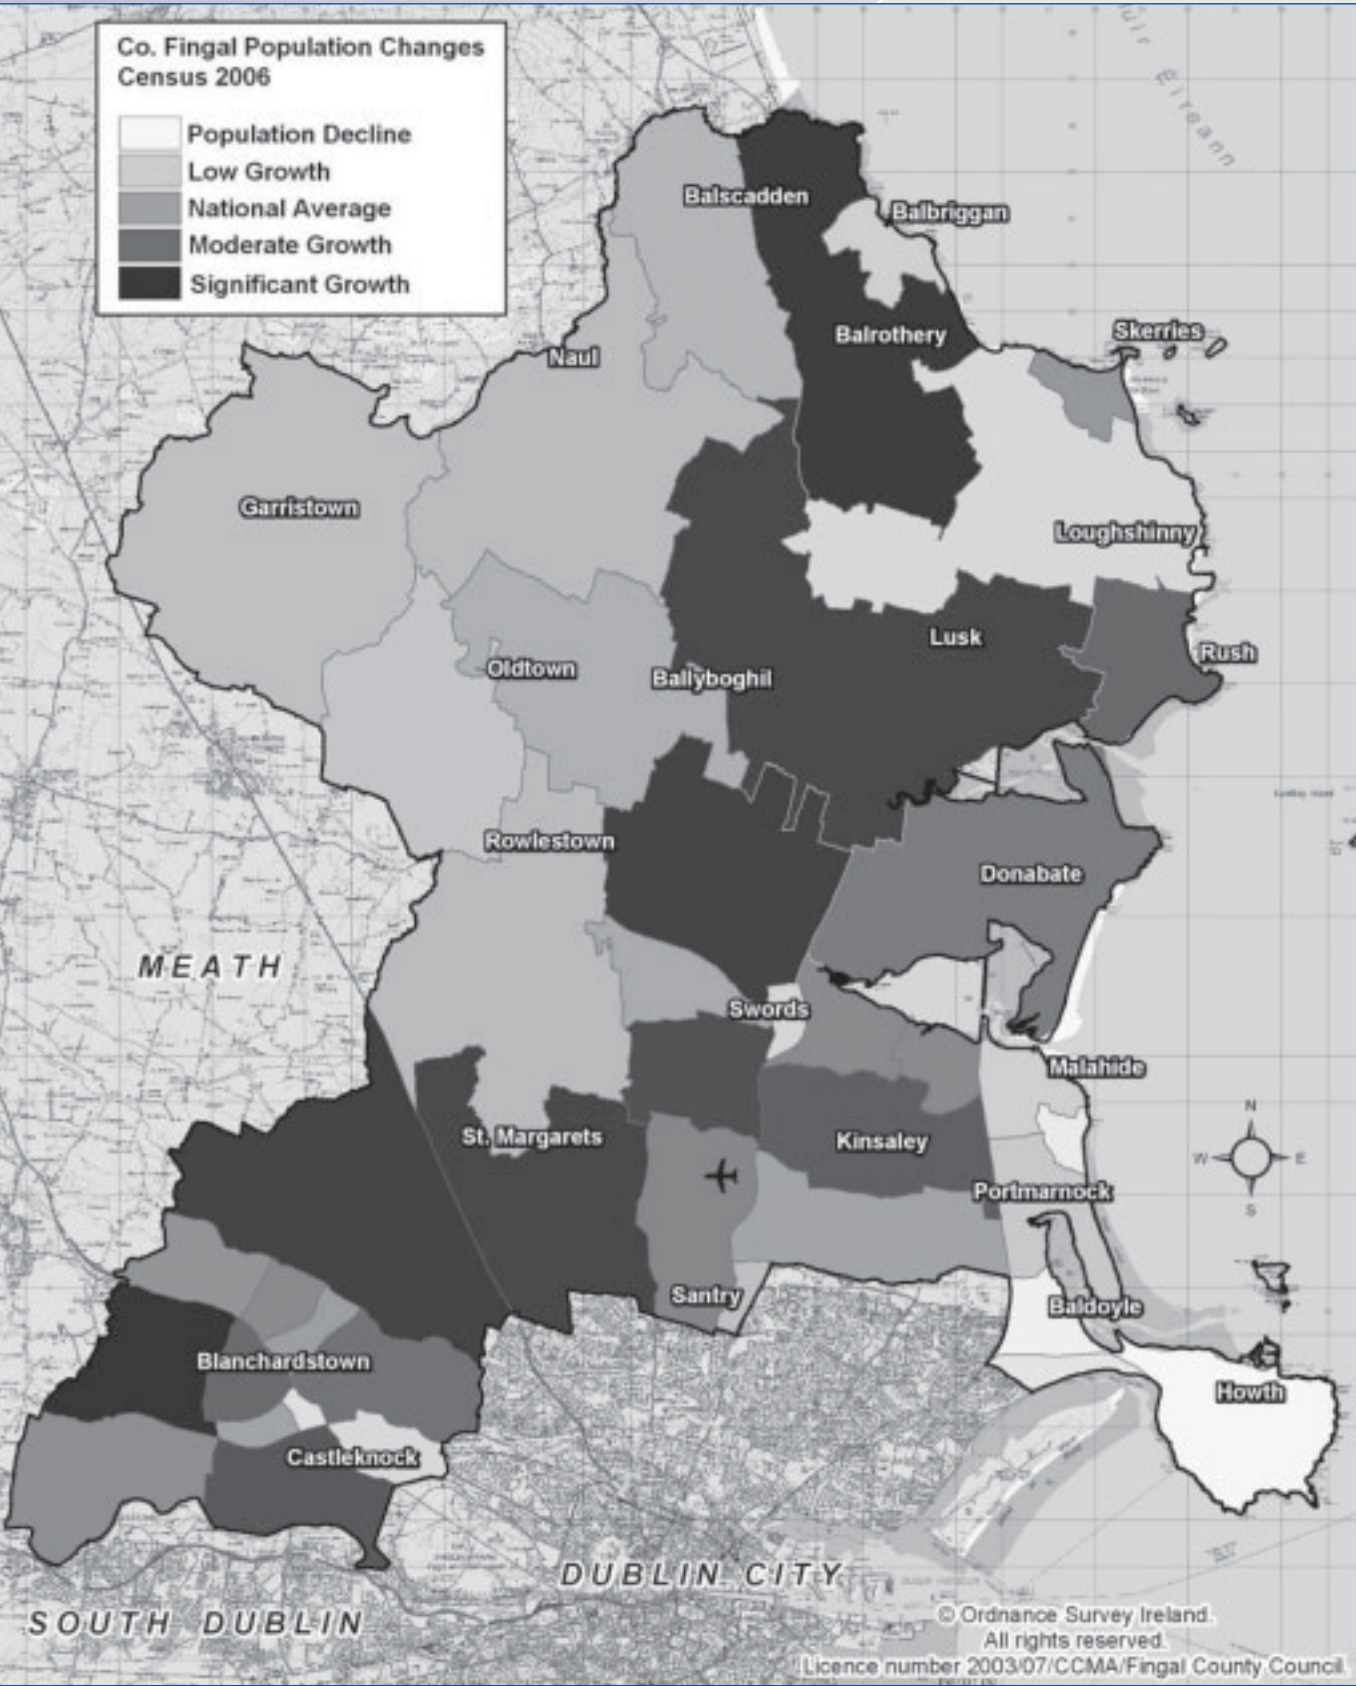 Co. Fingal Population Changes
Census 2006
Population Decline
Low Growth
National Average
Moderate Growth
Significant Growth
Balscadden
Balbriggan
Balrothery
Skerries
Naul
Garristown
Loughshinny
Lusk
Rush
Oldtown
Ballyboghil
Rowlestown
Donabate
MEATH
Swords
Malahide
N
W
E
S
St. Margarets
Kinsaley
Portmarnock
Santry
Baldoyle
Blanchardstown
Howth
Castleknock
DUBLIN CITY
SOUTH DUBLIN
© Ordnance Survey Ireland.
All rights reserved.
Licence number 2003/07/CCMA/Fingal County Council.